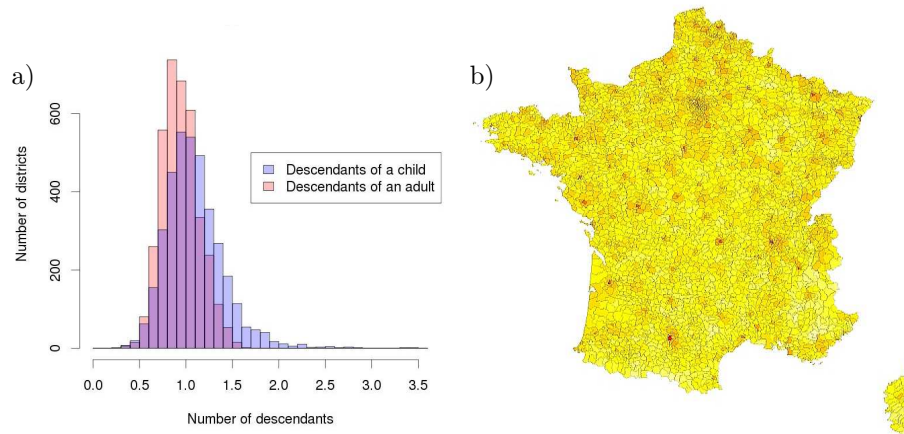 a)
Number of districts
600
400
200
0
Descendants of a child
Descendants of an adult
0.0 0.5 1.0 1.5 2.0 2.5 3.0 3.5
Number of descendants
b)